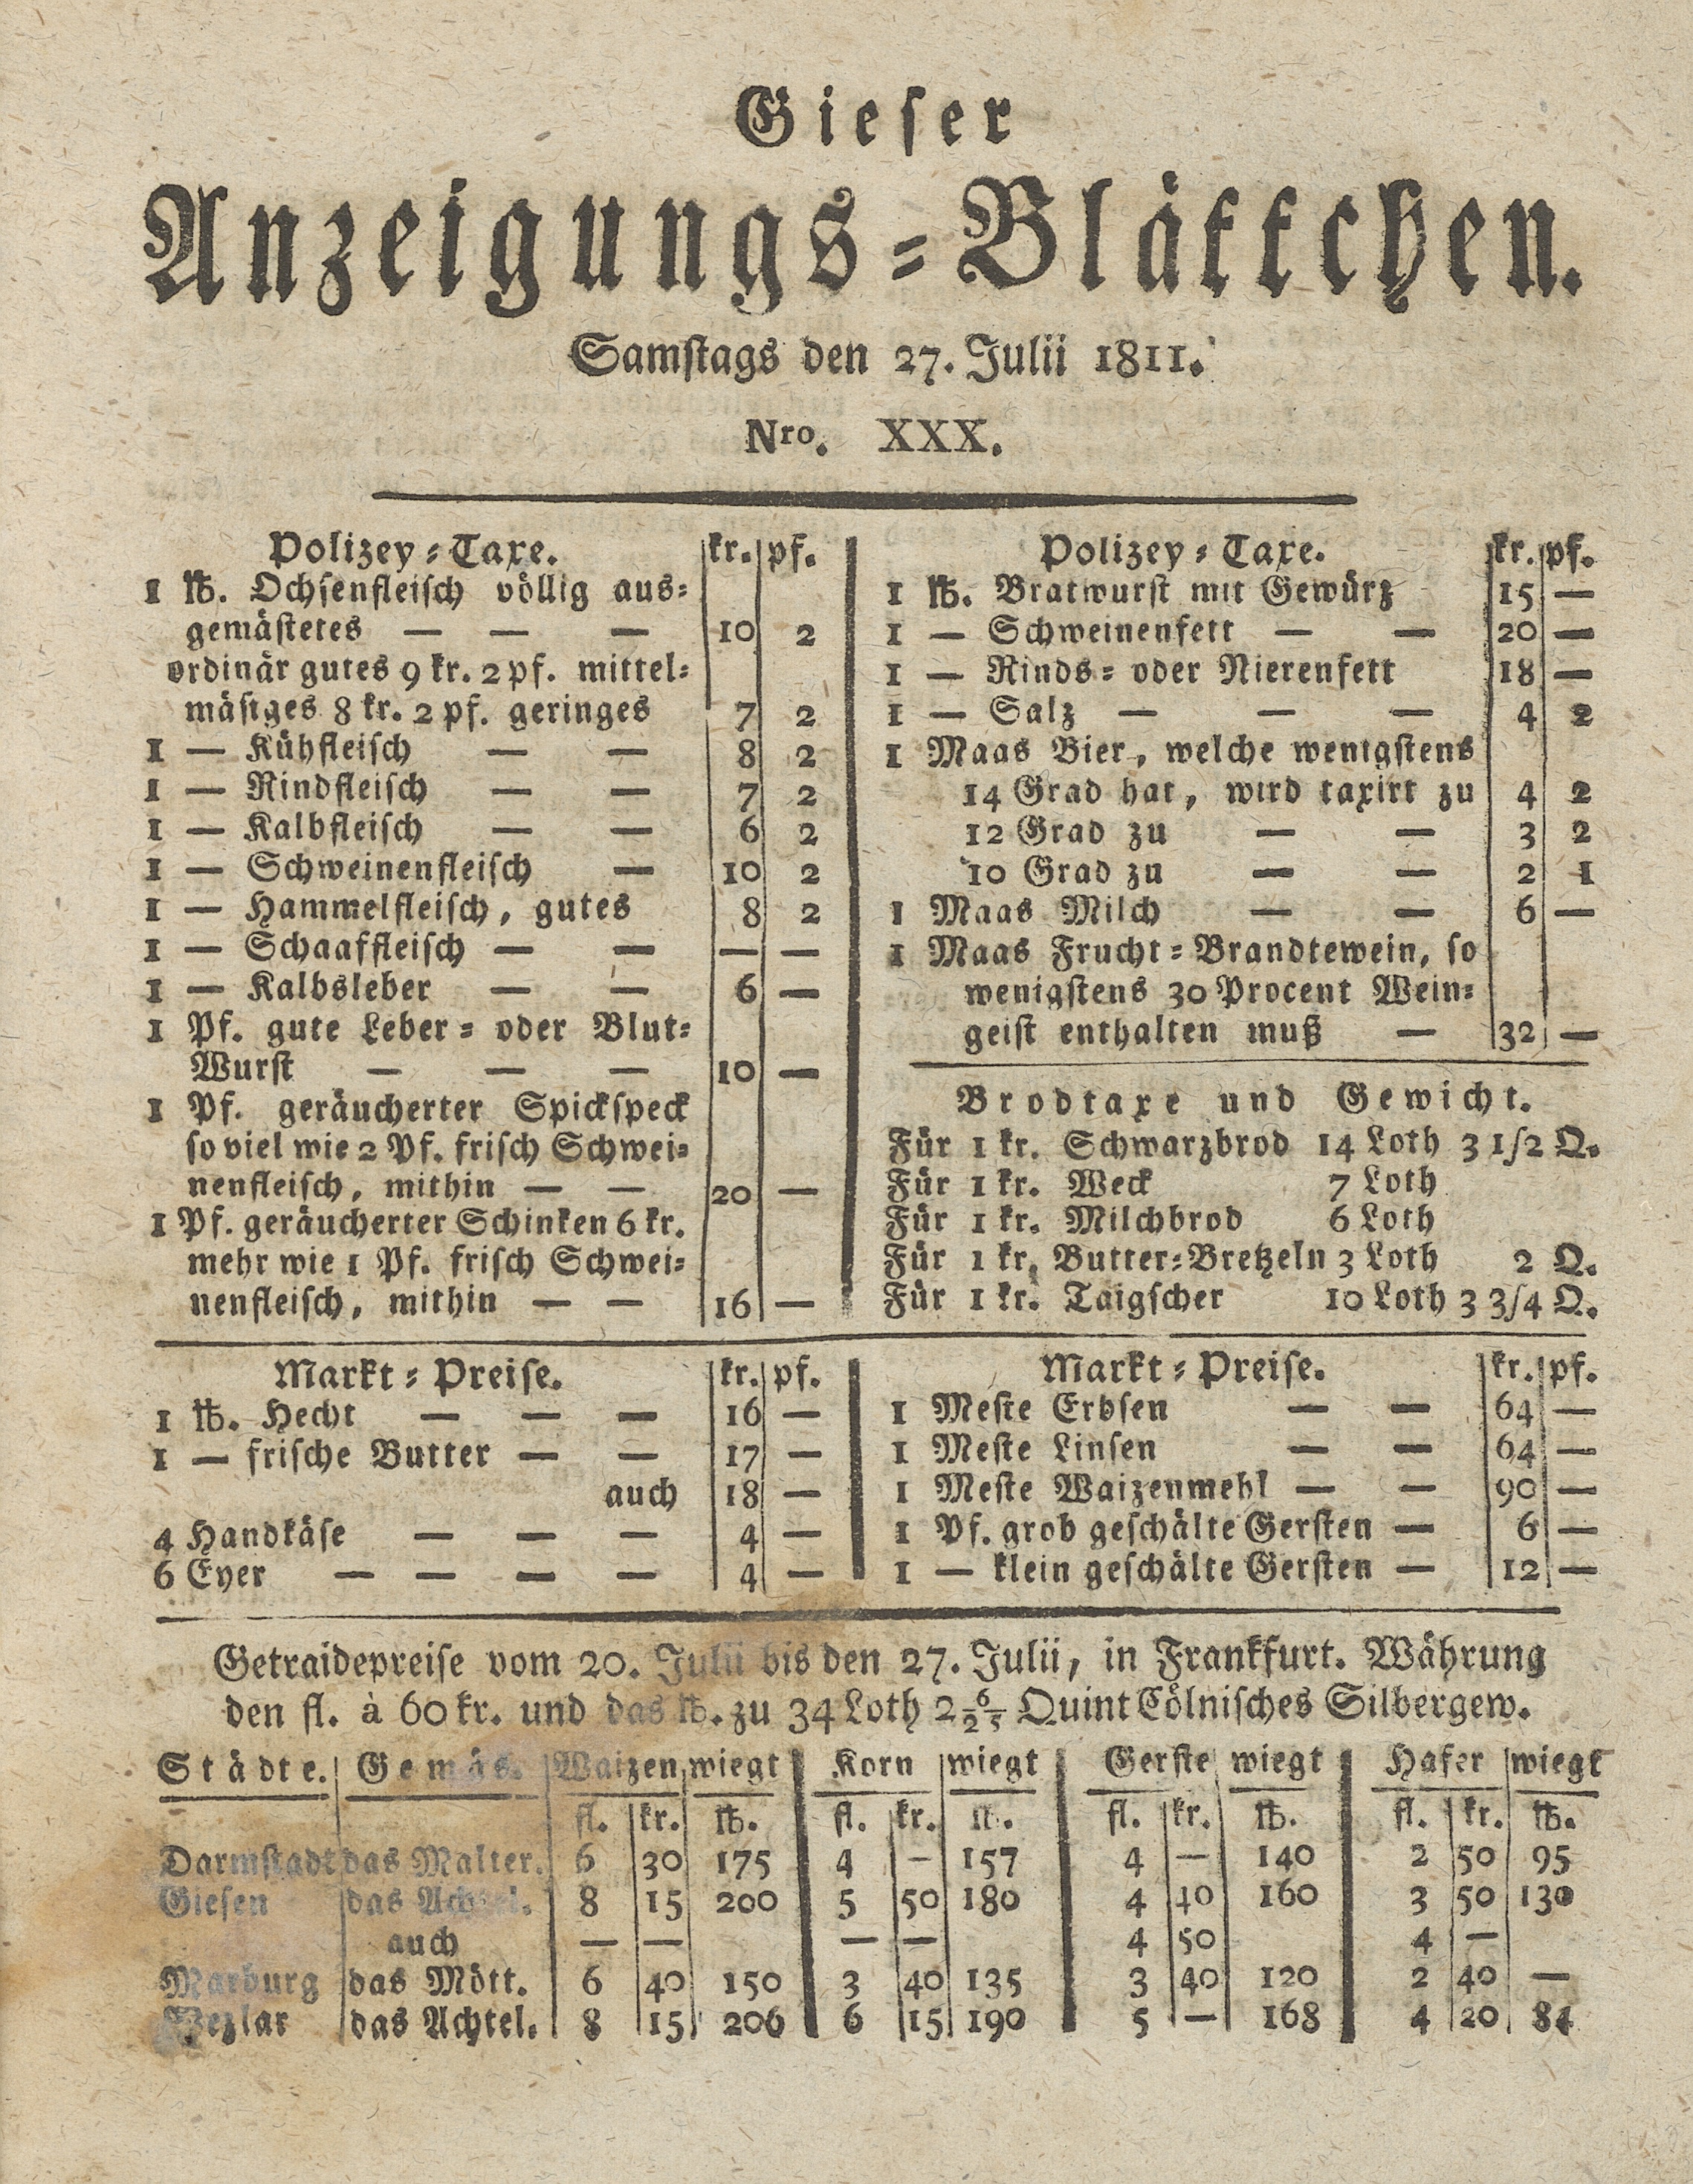 Gieser
Anzeigungs-Blättchen.
Samstags den 27. Julii 1811.
Nro. XXX.
Polizey-Taxe. kr. pf.
1 ℔. Ochsenfleisch völlig aus-
gemästetes — — — 10 2
ordinär gutes 9 kr. 2 pf. mittel-
mäsiges 8 kr. 2 pf. geringes 7 2
1 — Kühfleisch — — 8 2
1 — Rindfleisch — — 7 2
1 — Kalbfleisch — — 6 2
1 — Schweinenfleisch — 10 2
1 — Hammelfleisch, gutes 8 2
1 — Schaaffleisch — — — —
1 — Kalbsleber — — 6 —
1 Pf. gute Leber- oder Blut-
Wurst — — — 10 —
1 Pf. geräucherter Spickspeck
so viel wie 2 Pf. frisch Schwei-
nenfleisch, mithin — — 20 —
1 Pf. geräucherter Schinken 6 kr.
mehr wie 1 Pf. frisch Schwei-
nenfleisch, mithin — — 16 —
Polizey-Taxe. kr. pf.
1 ℔. Bratwurst mit Gewürz 15 —
1 — Schweinenfett — — 20 —
1 — Rinds- oder Nierenfett 18 —
1 — Salz — — — 4 2
1 Maas Bier, welche wenigstens
14 Grad hat, wird taxirt zu 4 2
12 Grad zu — — 3 2
10 Grad zu — — 2 1
1 Maas Milch — — 6 —
1 Maas Frucht-Brandtewein, so
wenigstens 30 Procent Wein-
geist enthalten muß — 32 —
Brodtaxe und Gewicht.
Für 1 kr. Schwarzbrod 14 Loth 3 1/2 Q.
Für 1 kr. Weck 7 Loth
Für 1 kr. Milchbrod 6 Loth
Für 1 kr. Butter-Bretzeln 3 Loth 2 Q.
Für 1 kr. Taigscher 10 Loth 3 3/4 Q.
Markt-Preise. kr. pf.
1 ℔. Hecht — — — 16 —
1 — frische Butter — — 17 —
auch 18 —
4 Handkäse — — — 4 —
6 Eyer — — — — 4 —
Markt-Preise. kr. pf.
1 Meste Erbsen — — 64 —
1 Meste Linsen — — 64 —
1 Meste Waizenmehl — — 90 —
1 Pf. grob geschälte Gersten — 6 —
1 — klein geschälte Gersten — 12 —
Getraidepreise vom 20. Julii bis den 27. Julii, in Frankfurt. Währung
den fl. à 60 kr. und das ℔. zu 34 Loth 2 6/25 Quint Cölnisches Silbergew.
Städte. Gemäs. Waizen wiegt Korn wiegt Gerste wiegt Hafer wiegt
fl. kr. ℔. fl. kr. ℔. fl. kr. ℔. fl. kr. ℔.
Darmstadt das Malter. 6 30 175 4 — 157 4 — 140 2 50 95
Giesen das Achtel. 8 15 200 5 50 180 4 40 160 3 50 130
auch — — — — 4 50 4 —
Marburg das Mött. 6 40 150 3 40 135 3 40 120 2 40 —
Wezlar das Achtel. 8 15 206 6 15 190 5 — 168 4 20 84